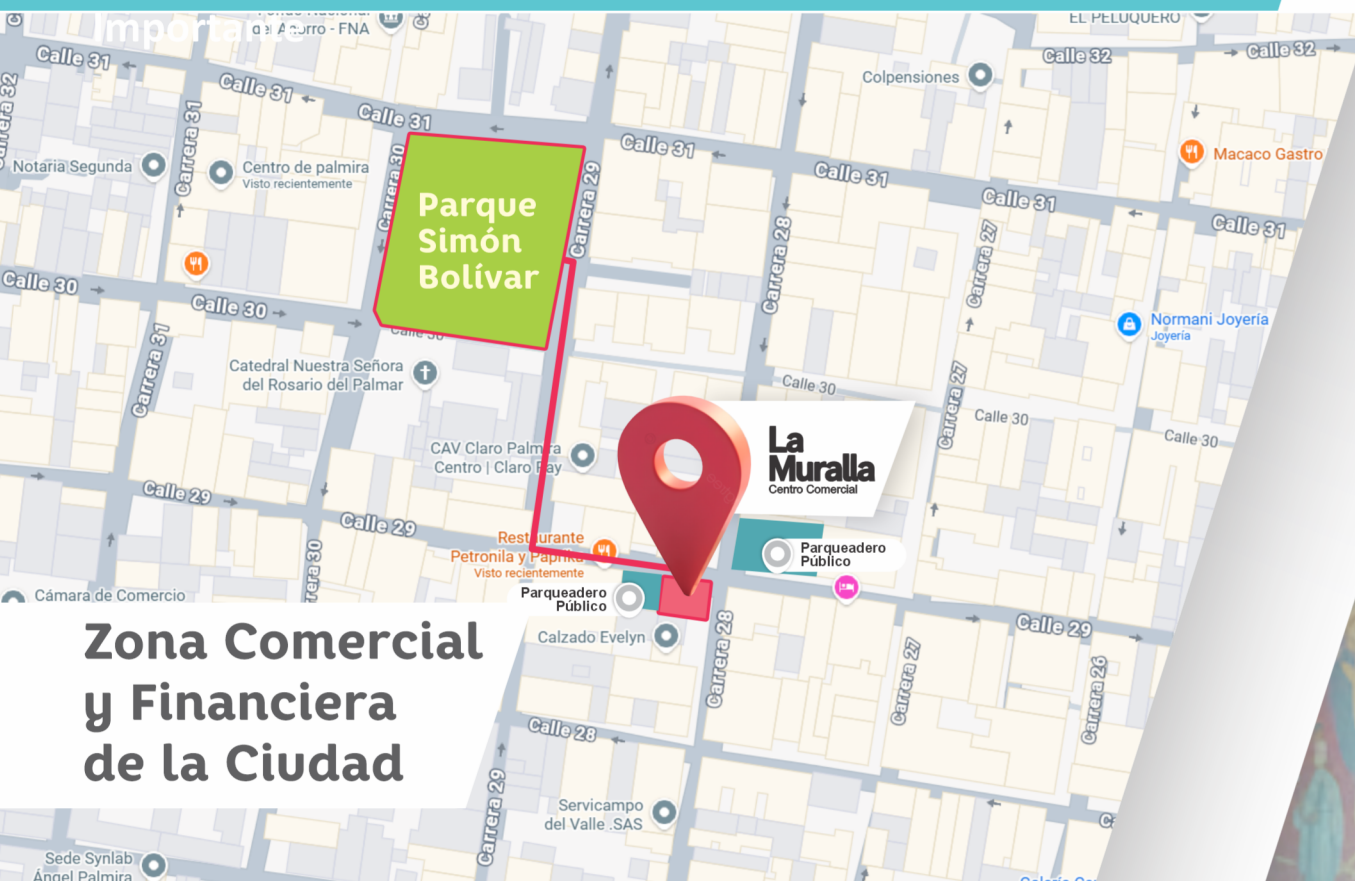 Importante
del Ahorro - FNA
EL PELUQUERO
Calle 31
Calle 32
Calle 32
Colpensiones
Calle 31
Calle 31
Calle 31
Macaco Gastro
Notaria Segunda
Carrera 31
Centro de palmira
Visto recientemente
Carrera 30
Parque
Simón
Bolívar
Carrera 29
Calle 31
Calle 31
Calle 31
Carrera 28
Carrera 27
Calle 30
Calle 30
Calle 30
Normani Joyería
Joyería
Carrera 31
Catedral Nuestra Señora
del Rosario del Palmar
Calle 30
Calle 30
Calle 30
Carrera 27
La
Muralla
Centro Comercial
CAV Claro Palmira
Centro | Claro Pay
Calle 29
Calle 29
Restaurante
Petronila y Paprika
Visto recientemente
Parqueadero
Público
Parqueadero
Público
Cámara de Comercio
Calzado Evelyn
Calle 29
Carrera 28
Carrera 27
Carrera 26
Zona Comercial
y Financiera
de la Ciudad
Calle 28
Carrera 29
Servicampo
del Valle .SAS
Sede Synlab
Ángel Palmira